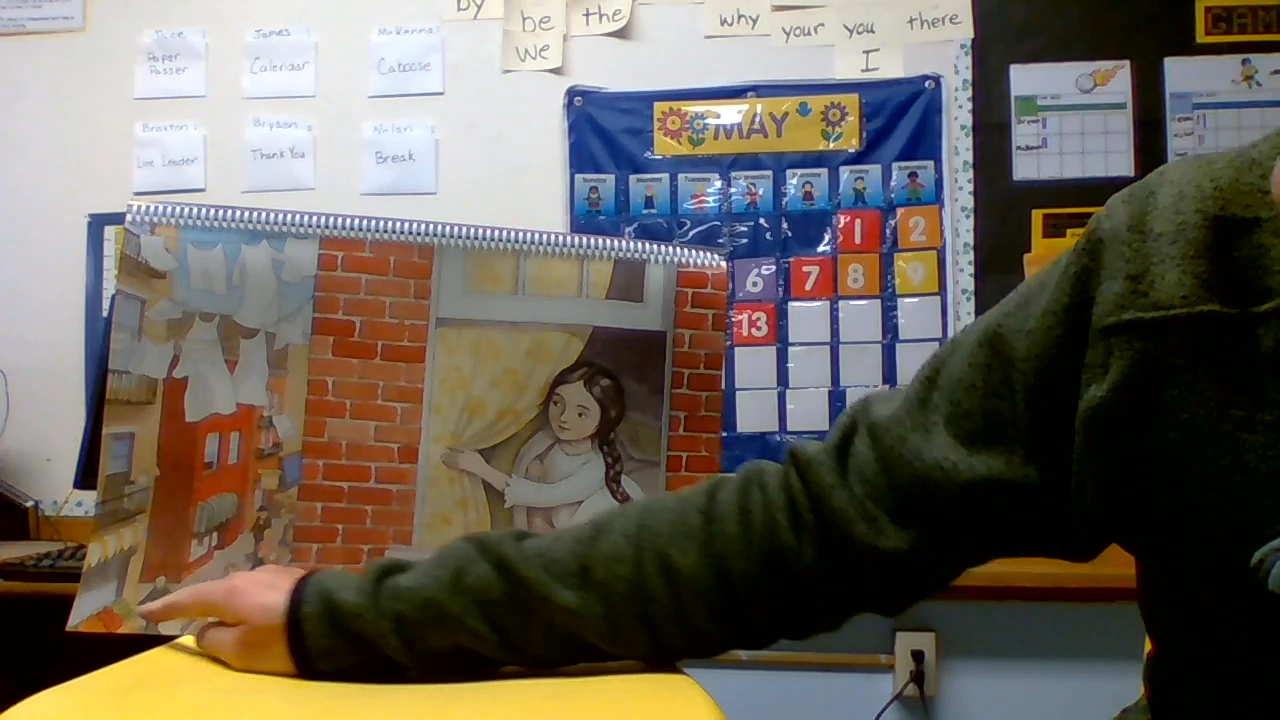 by
be
the
why
your
you
there
We
I
GAM
James
Calendar
McKenna
Caboose
Paper
Passer
Braxton
Line Leader
Bryson
Thank You
Nolan
Break
MAY
1
2
6
7
8
9
13